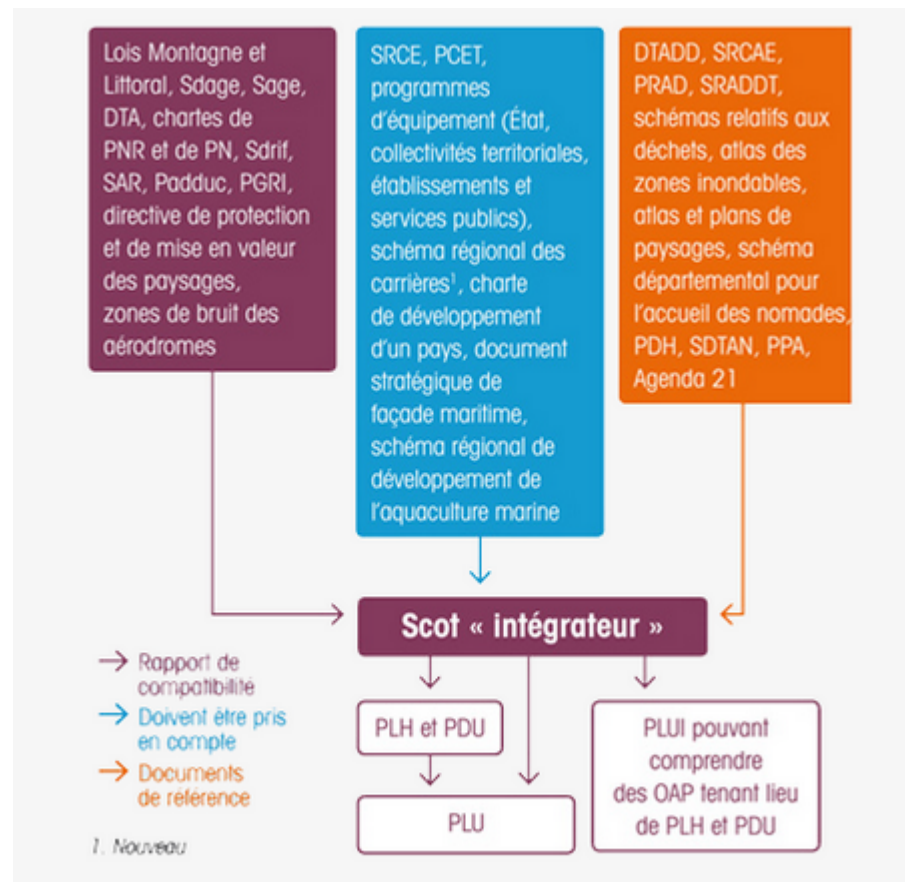 Lois Montagne et
Littoral, Sdage, Sage,
DTA, chartes de
PNR et de PN, Sdrif,
SAR, Padduc, PGRI,
directive de protection
et de mise en valeur
des paysages,
zones de bruit des
aérodromes
SRCE, PCET,
programmes
d'équipement (État,
collectivités territoriales,
établissements et
services publics),
schéma régional des
carrières¹, charte
de développement
d'un pays, document
stratégique de
façade maritime,
schéma régional de
développement de
l'aquaculture marine
DTADD, SRCAE,
PRAD, SRADDT,
schémas relatifs aux
déchets, atlas des
zones inondables,
atlas et plans de
paysages, schéma
départemental pour
l'accueil des nomades,
PDH, SDTAN, PPA,
Agenda 21
Scot « intégrateur »
Rapport de
compatibilité
Doivent être pris
en compte
Documents
de référence
PLH et PDU
PLU
PLUI pouvant
comprendre
des OAP tenant lieu
de PLH et PDU
1. Nouveau